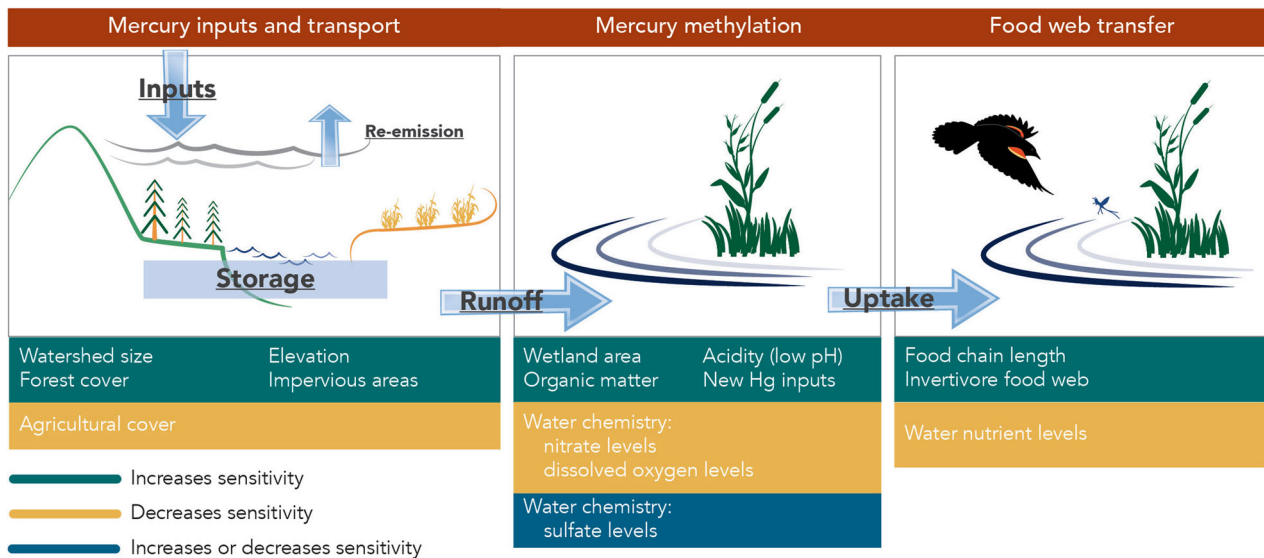 Mercury inputs and transport
Mercury methylation
Food web transfer
Inputs
Re-emission
Storage
Runoff
Uptake
Watershed size
Forest cover
Elevation
Impervious areas
Agricultural cover
Wetland area
Organic matter
Acidity (low pH)
New Hg inputs
Water chemistry:
nitrate levels
dissolved oxygen levels
Water chemistry:
sulfate levels
Food chain length
Invertivore food web
Water nutrient levels
Increases sensitivity
Decreases sensitivity
Increases or decreases sensitivity